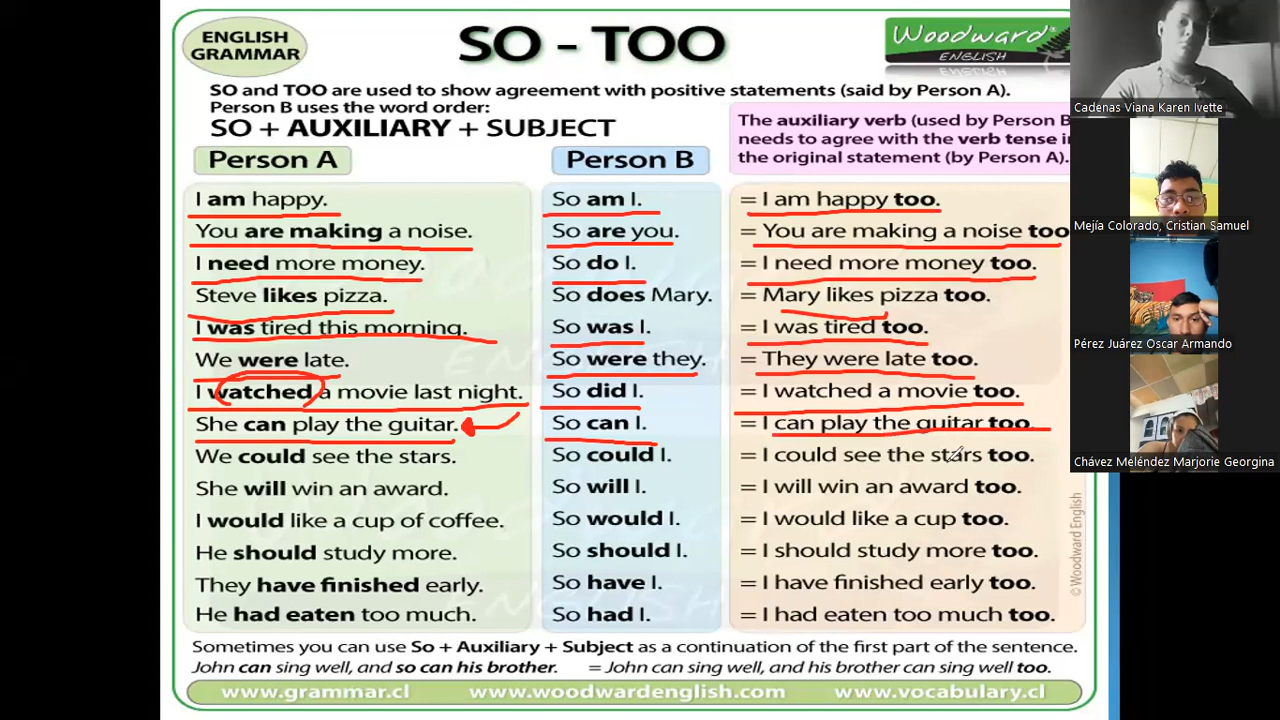 ENGLISH
GRAMMAR
SO - TOO
Woodward
ENGLISH
SO and TOO are used to show agreement with positive statements (said by Person A).
Person B uses the word order:
SO + AUXILIARY + SUBJECT
The auxiliary verb (used by Person B
needs to agree with the verb tense in
the original statement (by Person A).
Person A
Person B
I am happy.
So am I.
= I am happy too.
You are making a noise.
So are you.
= You are making a noise too
I need more money.
So do I.
= I need more money too.
Steve likes pizza.
So does Mary.
= Mary likes pizza too.
I was tired this morning.
So was I.
= I was tired too.
We were late.
So were they.
= They were late too.
I watched a movie last night.
So did I.
= I watched a movie too.
She can play the guitar.
So can I.
= I can play the guitar too.
We could see the stars.
So could I.
= I could see the stars too.
She will win an award.
So will I.
= I will win an award too.
I would like a cup of coffee.
So would I.
= I would like a cup too.
He should study more.
So should I.
= I should study more too.
They have finished early.
So have I.
= I have finished early too.
He had eaten too much.
So had I.
= I had eaten too much too.
© Woodward English
Sometimes you can use So + Auxiliary + Subject as a continuation of the first part of the sentence.
John can sing well, and so can his brother. = John can sing well, and his brother can sing well too.
www.grammar.cl www.woodwardenglish.com www.vocabulary.cl
Cadenas Viana Karen Ivette
Mejía Colorado, Cristian Samuel
Pérez Juárez Oscar Armando
Chávez Meléndez Marjorie Georgina